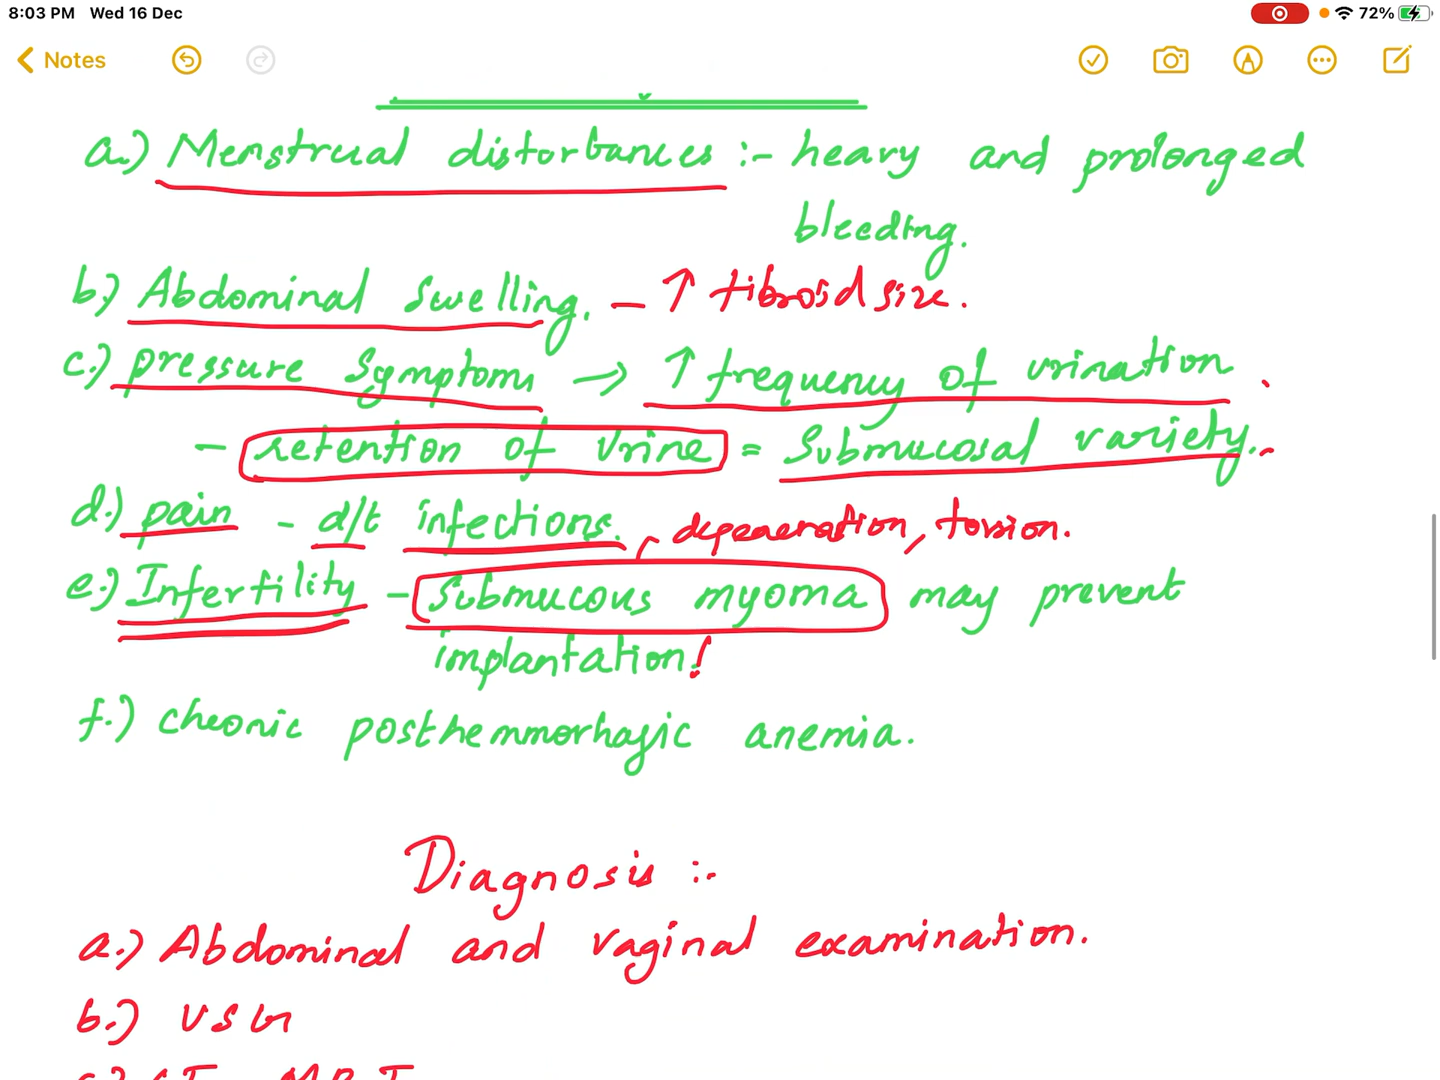 8:03 PM Wed 16 Dec
72%
Notes
a.) Menstrual disturbances :- heavy and prolonged
bleeding.
b.) Abdominal swelling. - ↑ fibroid size.
c.) pressure symptoms → ↑ frequency of urination.
- retention of urine = Submucosal variety.
d.) pain - d/t infections, degeneration, torsion.
e.) Infertility - Submucous myoma may prevent
implantation!
f.) chronic posthemmorhagic anemia.
Diagnosis :-
a.) Abdominal and vaginal examination.
b.) USG
c.) CT, MRI